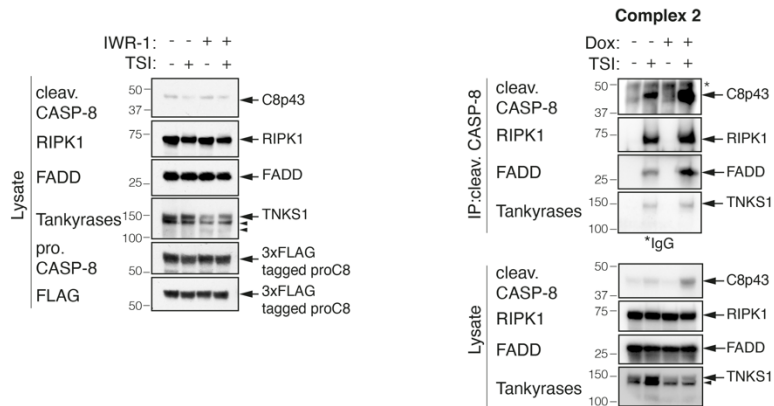 IWR-1: - - + +
TSI: - + - +
Lysate
cleav.
CASP-8
50
37
C8p43
RIPK1
75
RIPK1
FADD
25
FADD
Tankyrases
150
100
TNKS1
pro.
CASP-8
50
3xFLAG
tagged proC8
FLAG
50
3xFLAG
tagged proC8
Complex 2
Dox: - - + +
TSI: - + - +
IP:cleav. CASP-8
cleav.
CASP-8
50
37
*
C8p43
RIPK1
75
RIPK1
FADD
25
FADD
Tankyrases
150
100
TNKS1
*IgG
Lysate
cleav.
CASP-8
50
37
C8p43
RIPK1
75
RIPK1
FADD
25
FADD
Tankyrases
150
100
TNKS1